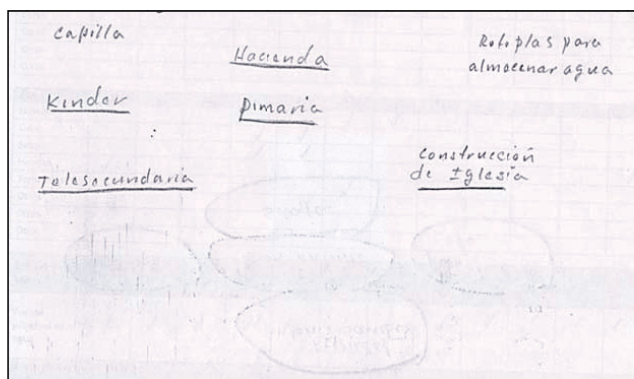 capilla
Hacienda
Rotoplas para
almacenar agua
Kinder
Pimaria
Telesecundaria
Construcción
de Iglesia